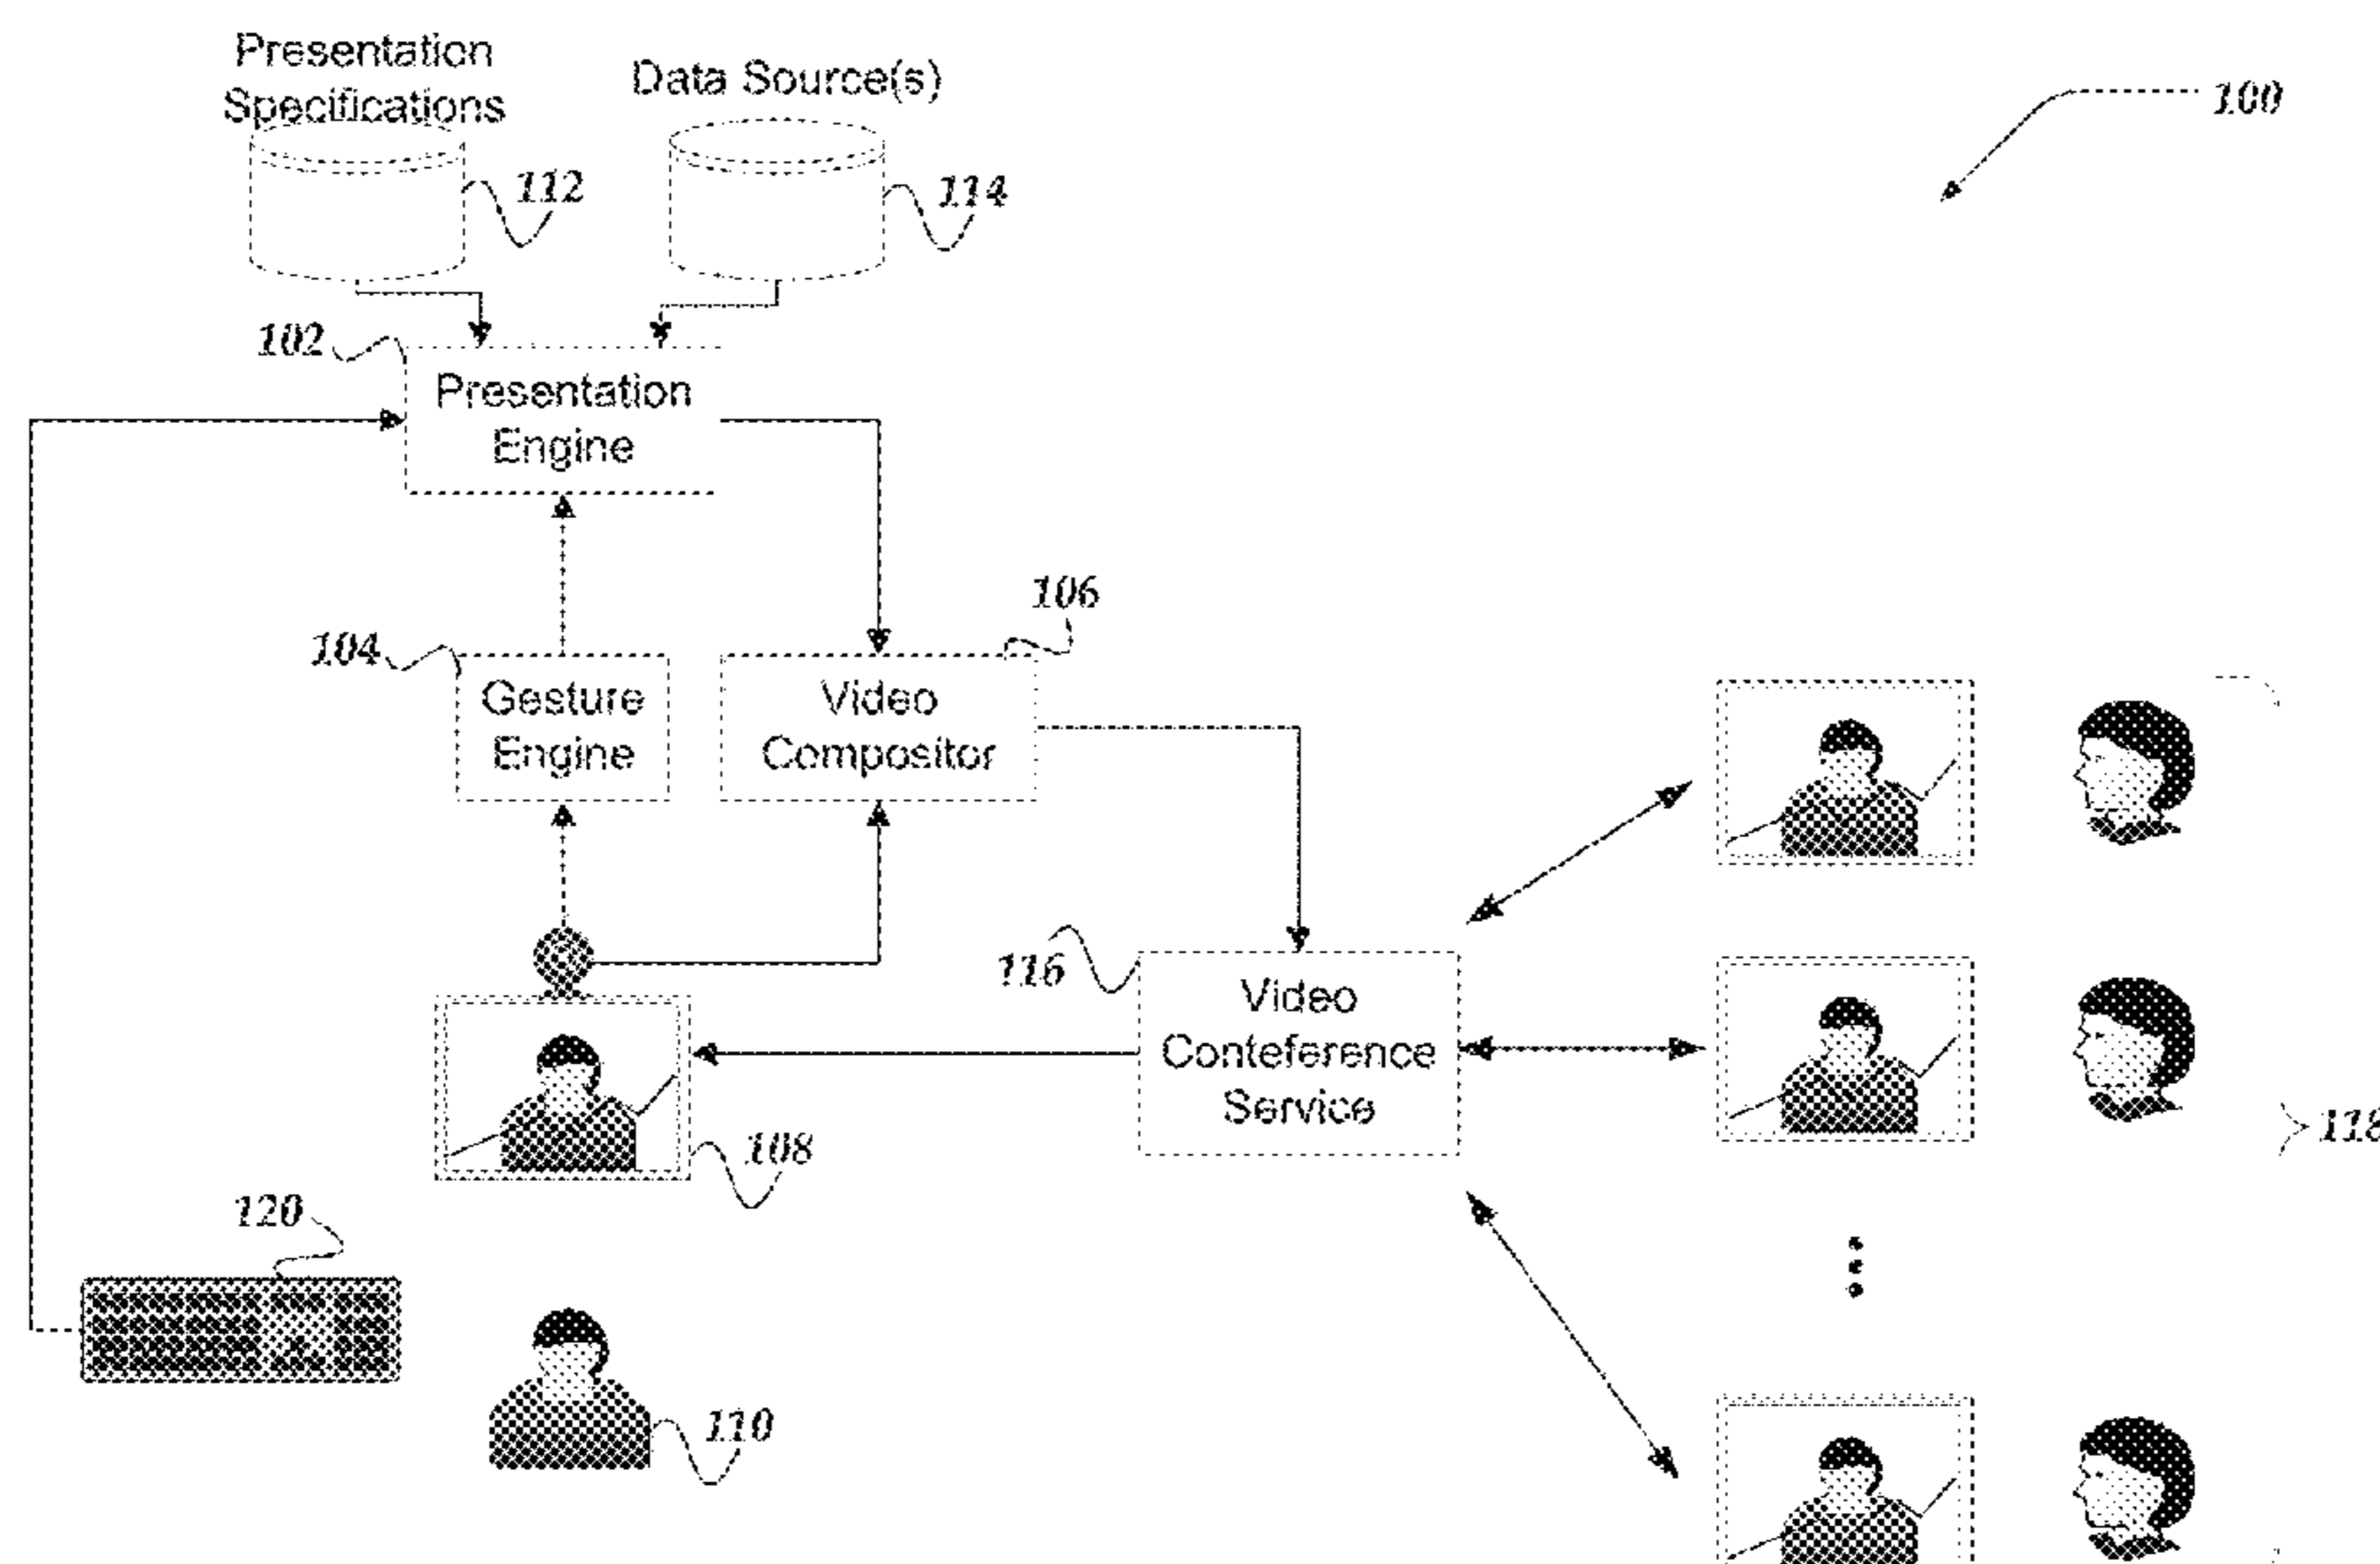 Presentation
Specifications
Data Source(s)
100
112
114
102
Presentation
Engine
106
104
Gesture
Engine
Video
Compositor
116
Video
Conteference
Service
118
108
120
110